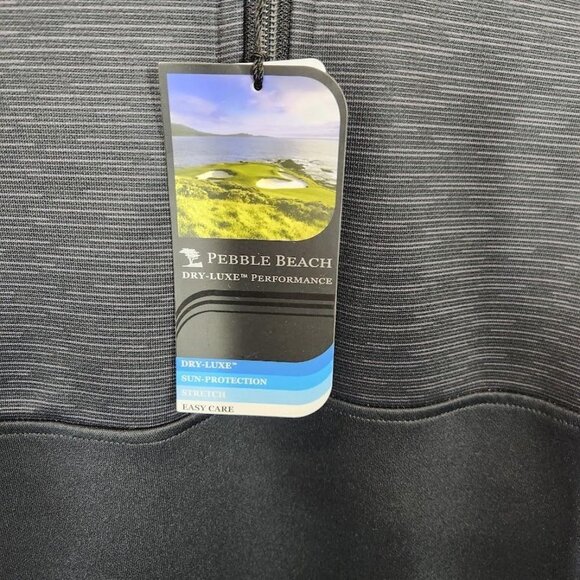 PEBBLE BEACH
DRY-LUXE™ PERFORMANCE
DRY-LUXE™
SUN-PROTECTION
STRETCH
EASY CARE